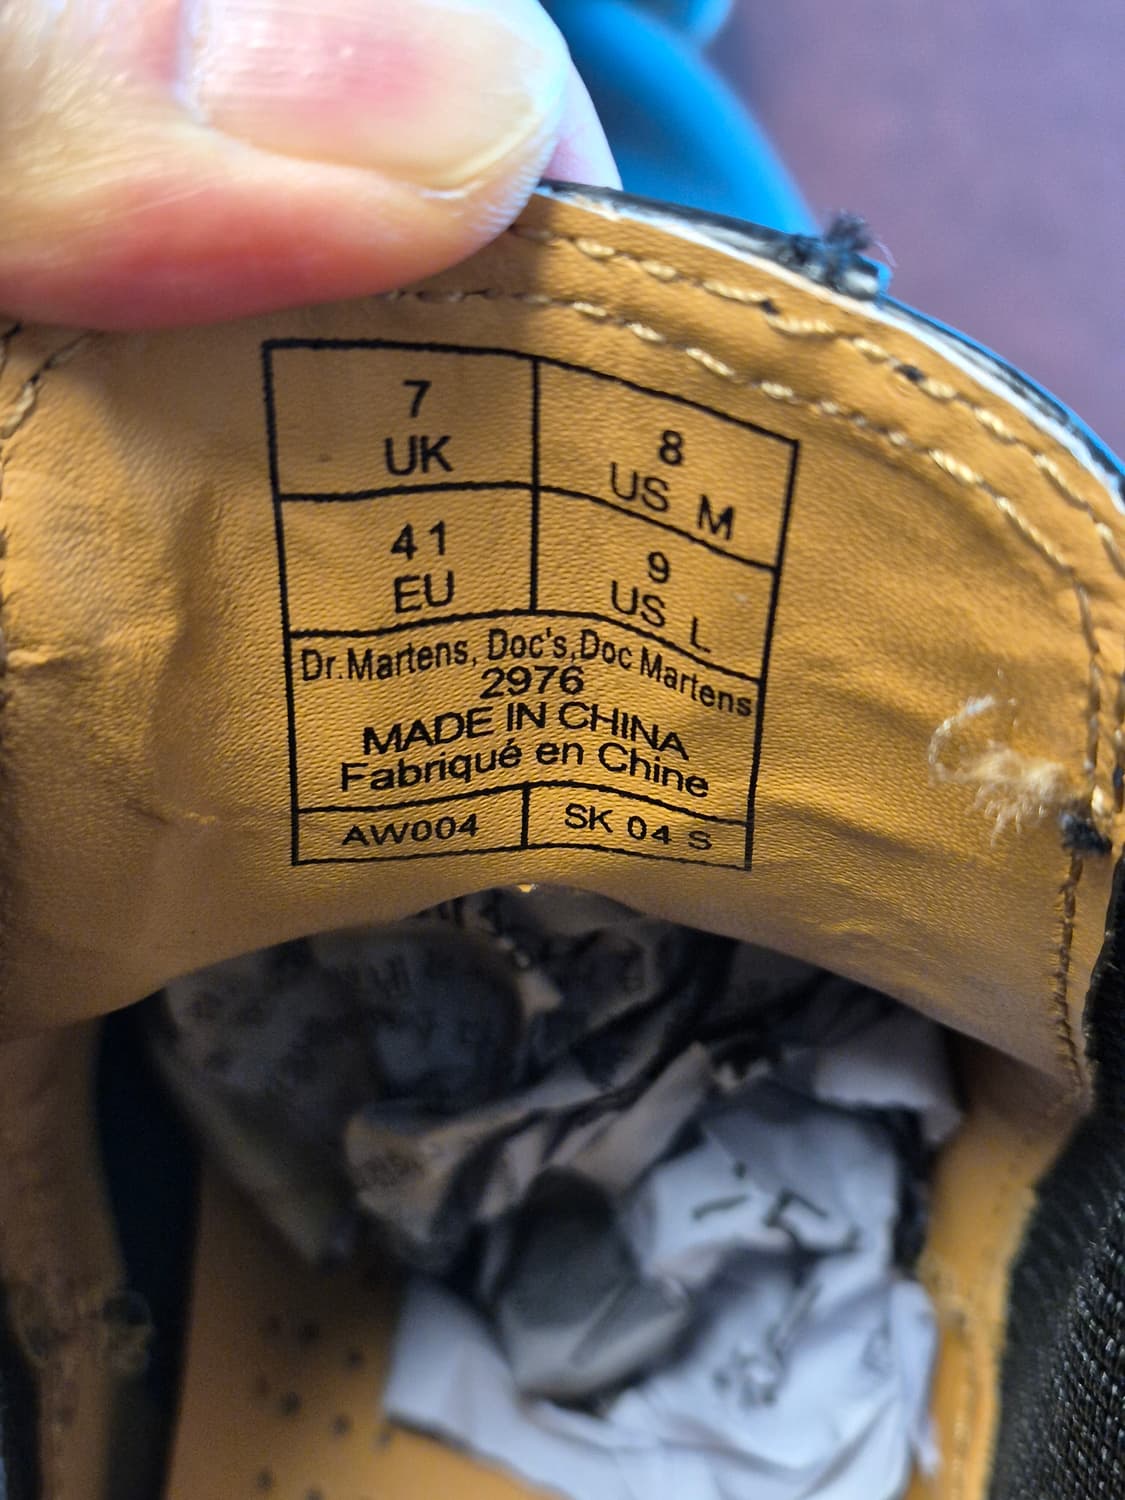 7
UK
8
US M
41
EU
9
US L
Dr.Martens, Doc's,Doc Martens
2976
MADE IN CHINA
Fabriqué en Chine
AW004
SK 04 S